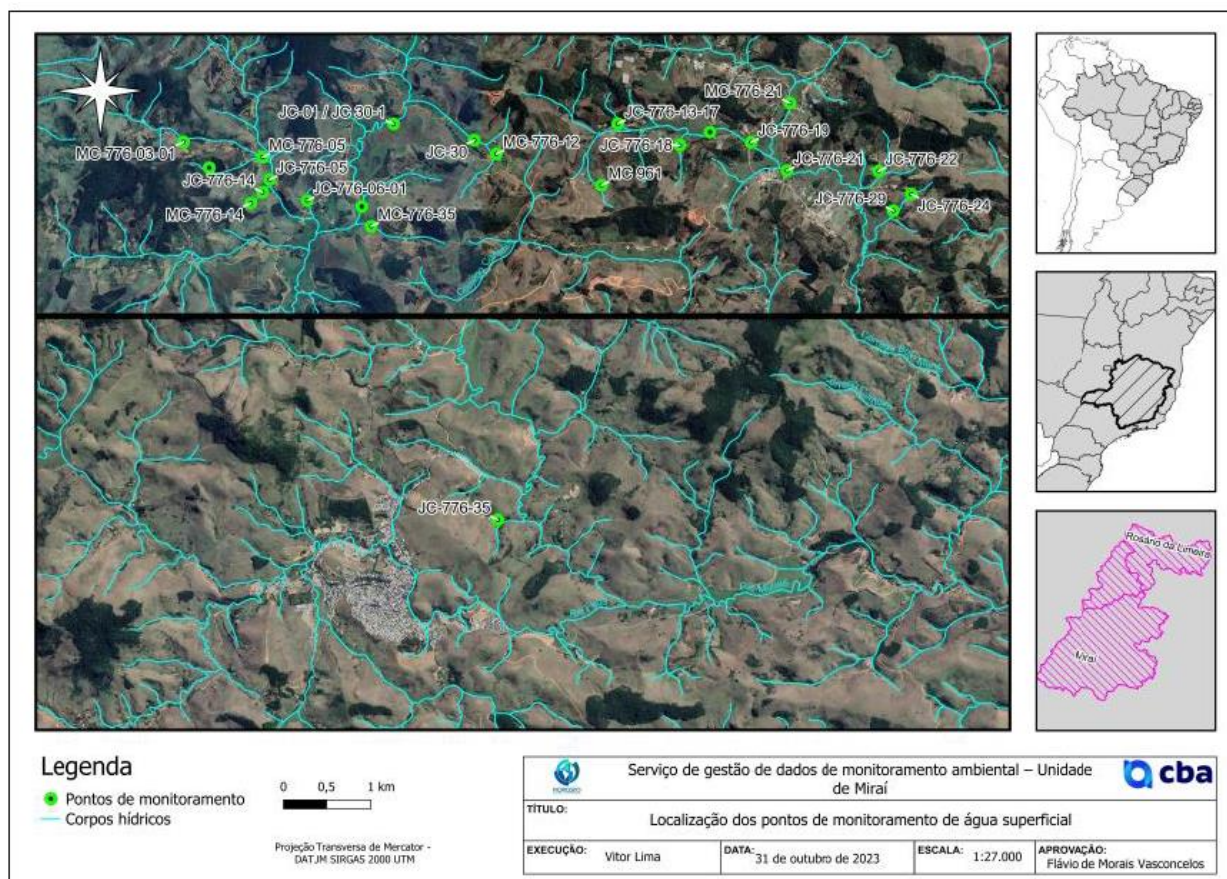 MC-776-21
JC-01 / JC 30-1
JC-776-13-17
MC-776-03-01
MC-776-05
JC-30
MC-776-12
JC-776-18
JC-776-19
JC-776-14
JC-776-05
JC-776-06-01
MC 961
JC-776-21
JC-776-22
MC-776-14
MC-776-35
JC-776-29
JC-776-24
JC-776-35
Rosário da Limeira
Miraí
Legenda
Pontos de monitoramento
Corpos hídricos
0 0,5 1 km
Projeção Transversa de Mercator -
DATJM SIRGAS 2000 UTM
Serviço de gestão de dados de monitoramento ambiental – Unidade
de Miraí
cba
TÍTULO:
Localização dos pontos de monitoramento de água superficial
EXECUÇÃO: Vitor Lima
DATA: 31 de outubro de 2023
ESCALA: 1:27.000
APROVAÇÃO:
Flávio de Morais Vasconcelos